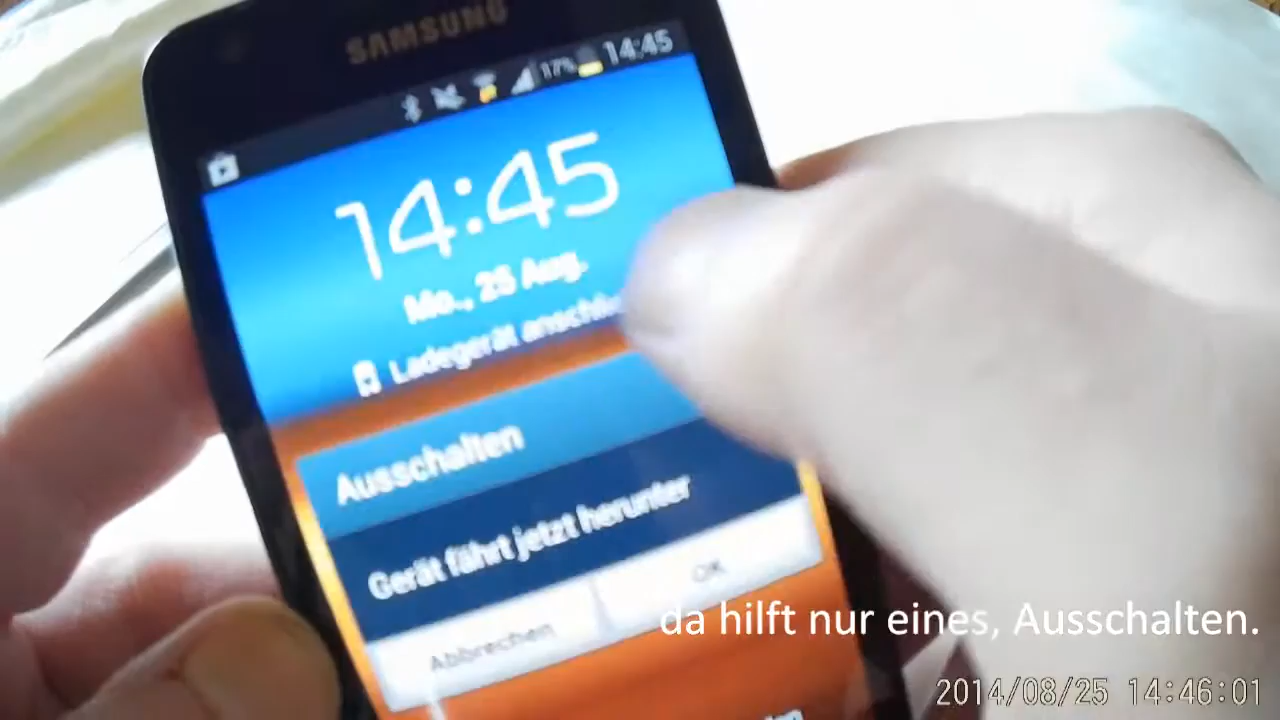 SAMSUNG
17% 14:45
14:45
Mo., 25 Aug.
Ladegerät
Ausschalten
Gerät fährt jetzt herunter
Abbrechen OK
da hilft nur eines, Ausschalten.
2014/08/25 14:46:01